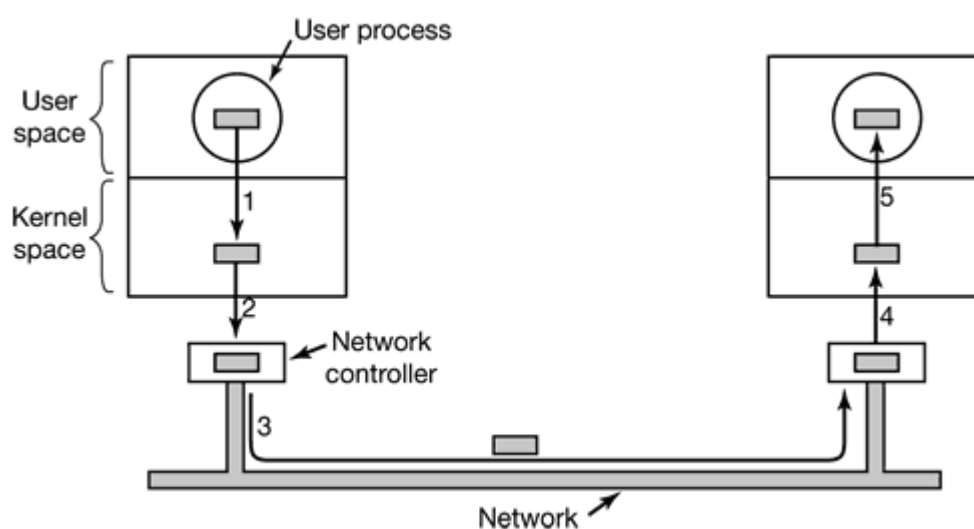 User process
User
space
1
5
Kernel
space
2
4
Network
controller
3
Network